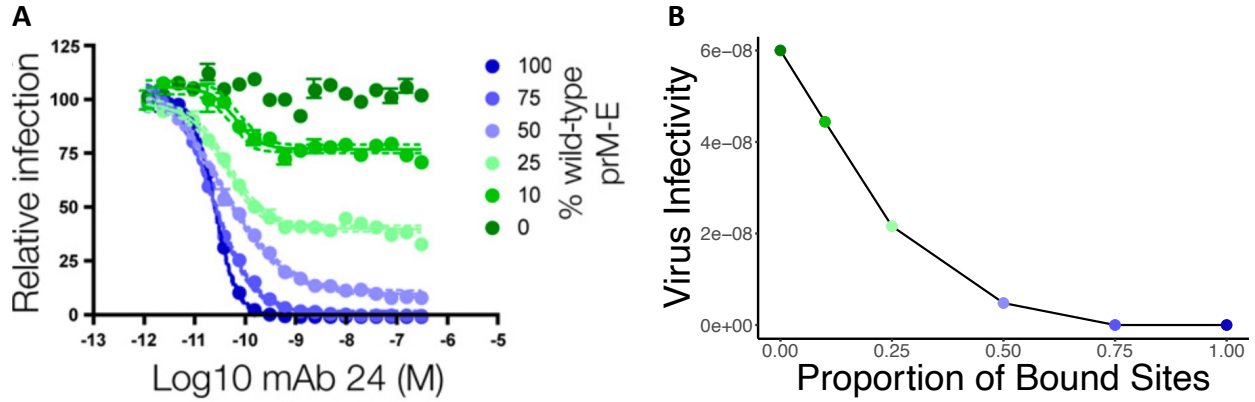 A
Relative infection
125
100
75
50
25
0
-13
-12
-11
-10
-9
-8
-7
-6
-5
Log10 mAb 24 (M)
100
75
50
25
10
0
% wild-type
prM-E
B
Virus Infectivity
6e−08
4e−08
2e−08
0e+00
0.00
0.25
0.50
0.75
1.00
Proportion of Bound Sites